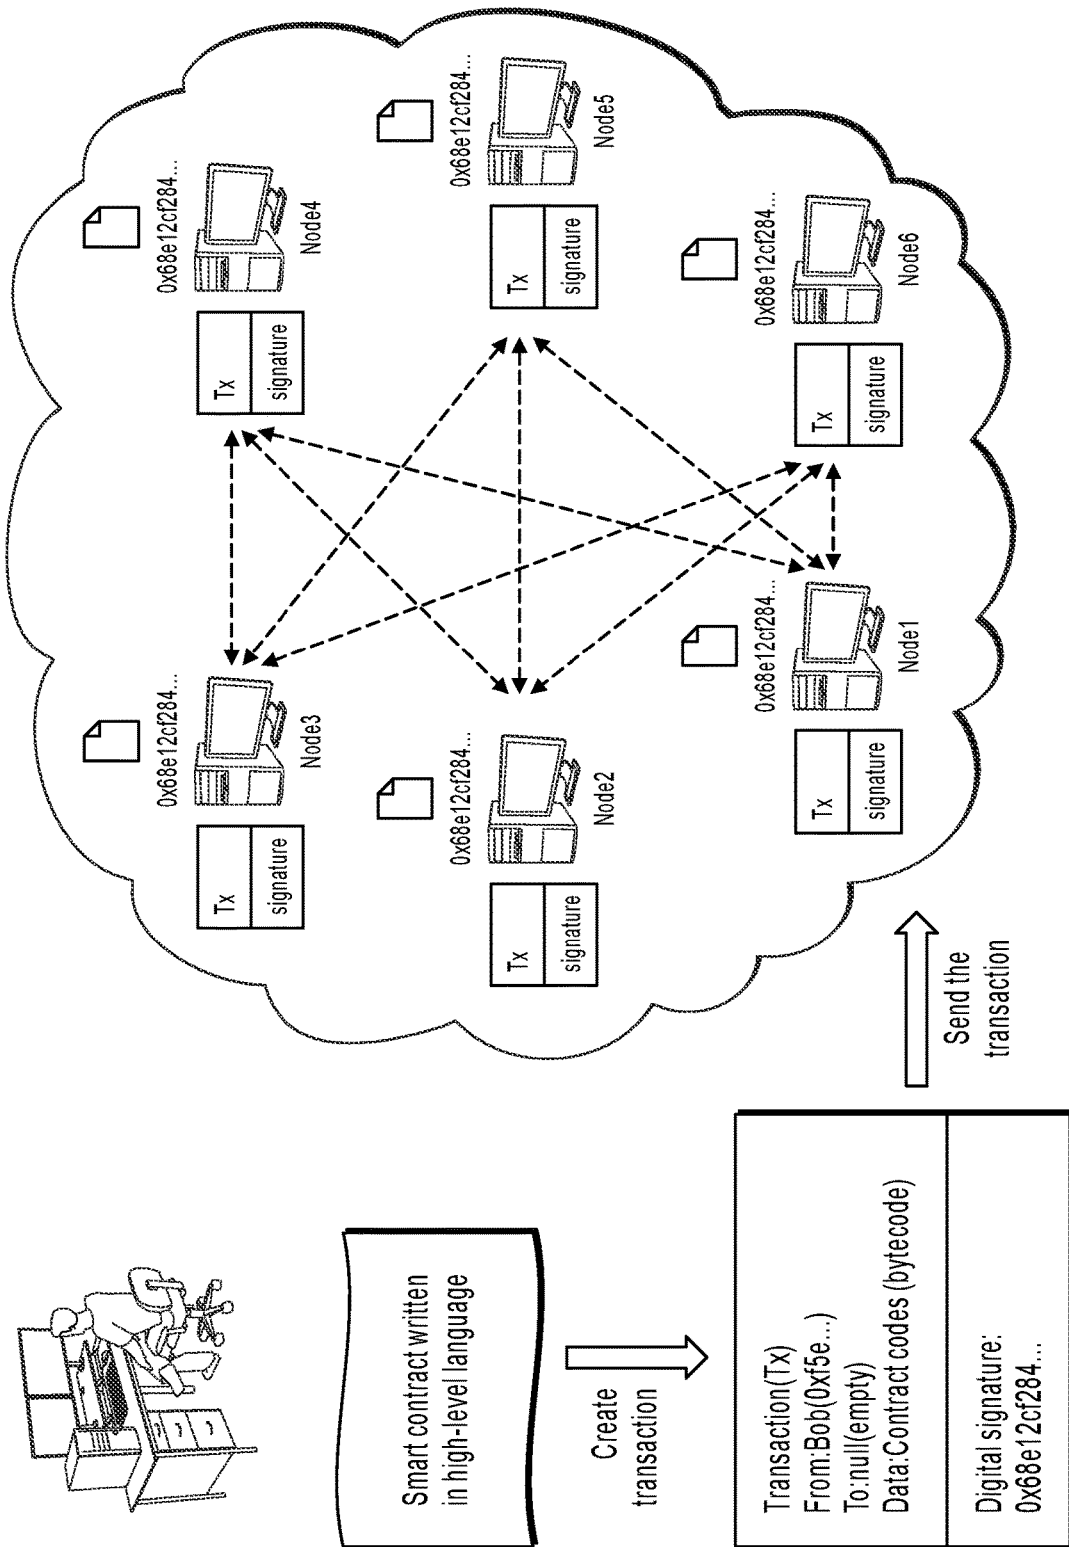 Smart contract written
in high-level language
Create
transaction
Transaction(Tx)
From:Bob(0xf5e...)
To:null(empty)
Data:Contract codes (bytecode)
Digital signature:
0x68e12cf284...
Send the
transaction
0x68e12cf284...
Tx
signature
Node3
0x68e12cf284...
Tx
signature
Node4
0x68e12cf284...
Tx
signature
Node2
0x68e12cf284...
Tx
signature
Node5
0x68e12cf284...
Tx
signature
Node1
0x68e12cf284...
Tx
signature
Node6